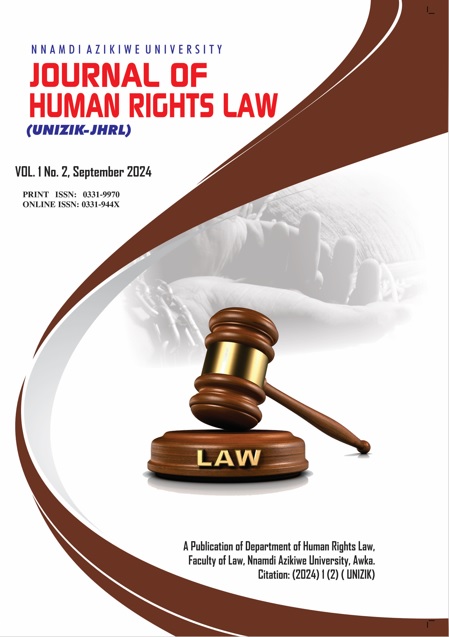 NNAMDI AZIKIWE UNIVERSITY
JOURNAL OF
HUMAN RIGHTS LAW
(UNIZIK-JHRL)
VOL. 1 No. 2, September 2024
PRINT ISSN: 0331-9970
ONLINE ISSN: 0331-944X
LAW
A Publication of Department of Human Rights Law,
Faculty of Law, Nnamdi Azikiwe University, Awka.
Citation: (2024) 1 (2) ( UNIZIK)